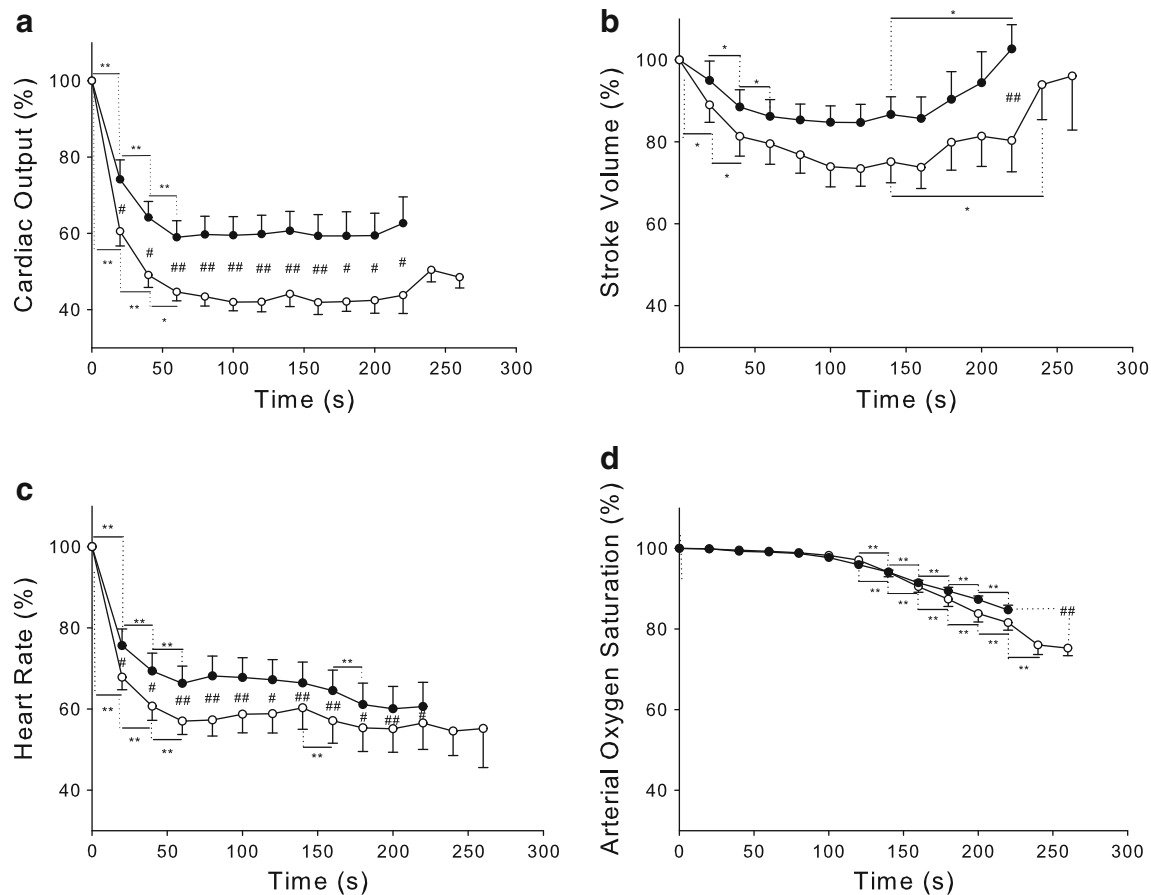 a
Cardiac Output (%)
100
80
60
40
**
**
**
#
#
## ## ## ## ## ## # # #
**
**
*
0 50 100 150 200 250 300
Time (s)
b
Stroke Volume (%)
100
80
60
40
*
*
*
##
*
*
*
0 50 100 150 200 250 300
Time (s)
c
Heart Rate (%)
100
80
60
40
**
**
**
**
#
#
## ## ## # ## ## # ## #
**
**
**
**
0 50 100 150 200 250 300
Time (s)
d
Arterial Oxygen Saturation (%)
100
80
60
40
** ** ** ** **
##
** ** ** ** ** **
0 50 100 150 200 250 300
Time (s)